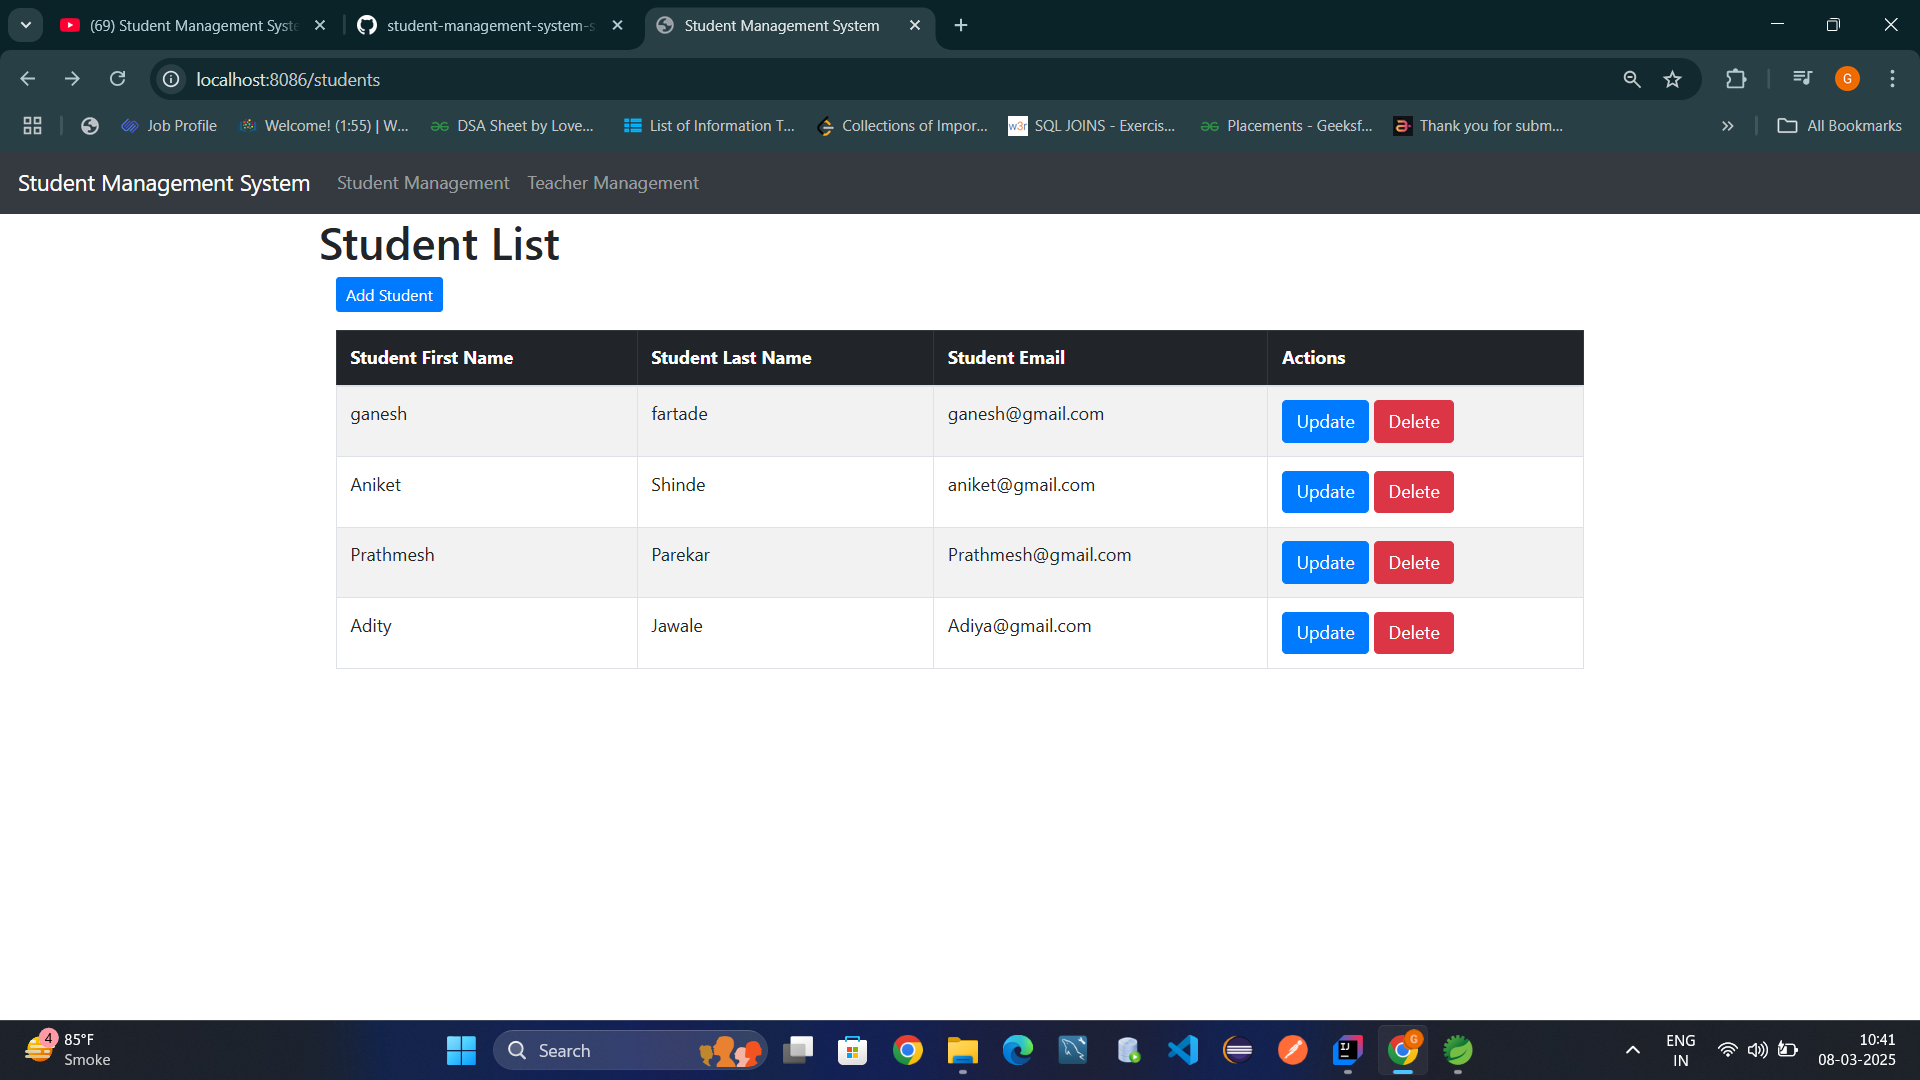 (69) Student Management Syste
student-management-system-s
Student Management System
localhost:8086/students
G
Job Profile
Welcome! (1:55) | W...
DSA Sheet by Love...
List of Information T...
Collections of Impor...
w3r
SQL JOINS - Exercis...
Placements - Geeksf...
Thank you for subm...
All Bookmarks
Student Management System Student Management Teacher Management
Student List
Add Student
Student First Name Student Last Name Student Email Actions
ganesh fartade ganesh@gmail.com Update Delete
Aniket Shinde aniket@gmail.com Update Delete
Prathmesh Parekar Prathmesh@gmail.com Update Delete
Adity Jawale Adiya@gmail.com Update Delete
4
85°F
Smoke
Search
IJ
G
ENG
IN
10:41
08-03-2025